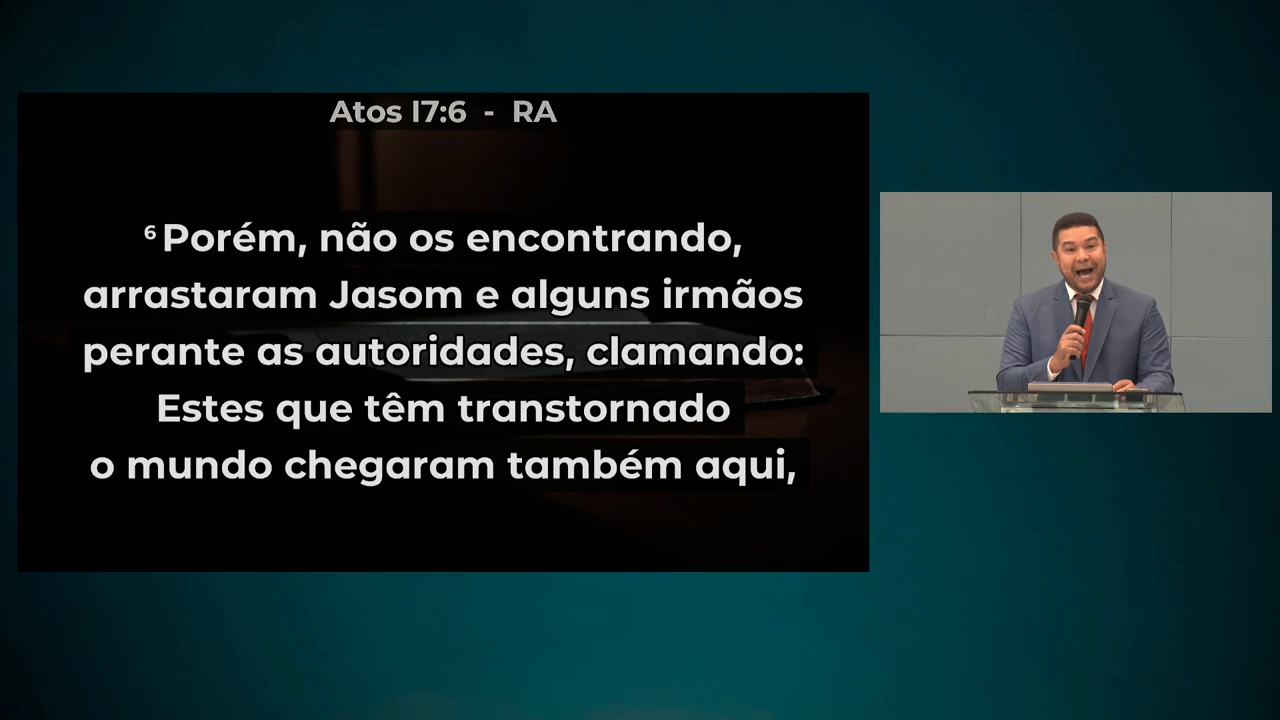 Atos 17:6 - RA
6 Porém, não os encontrando,
arrastaram Jasom e alguns irmãos
perante as autoridades, clamando:
Estes que têm transtornado
o mundo chegaram também aqui,